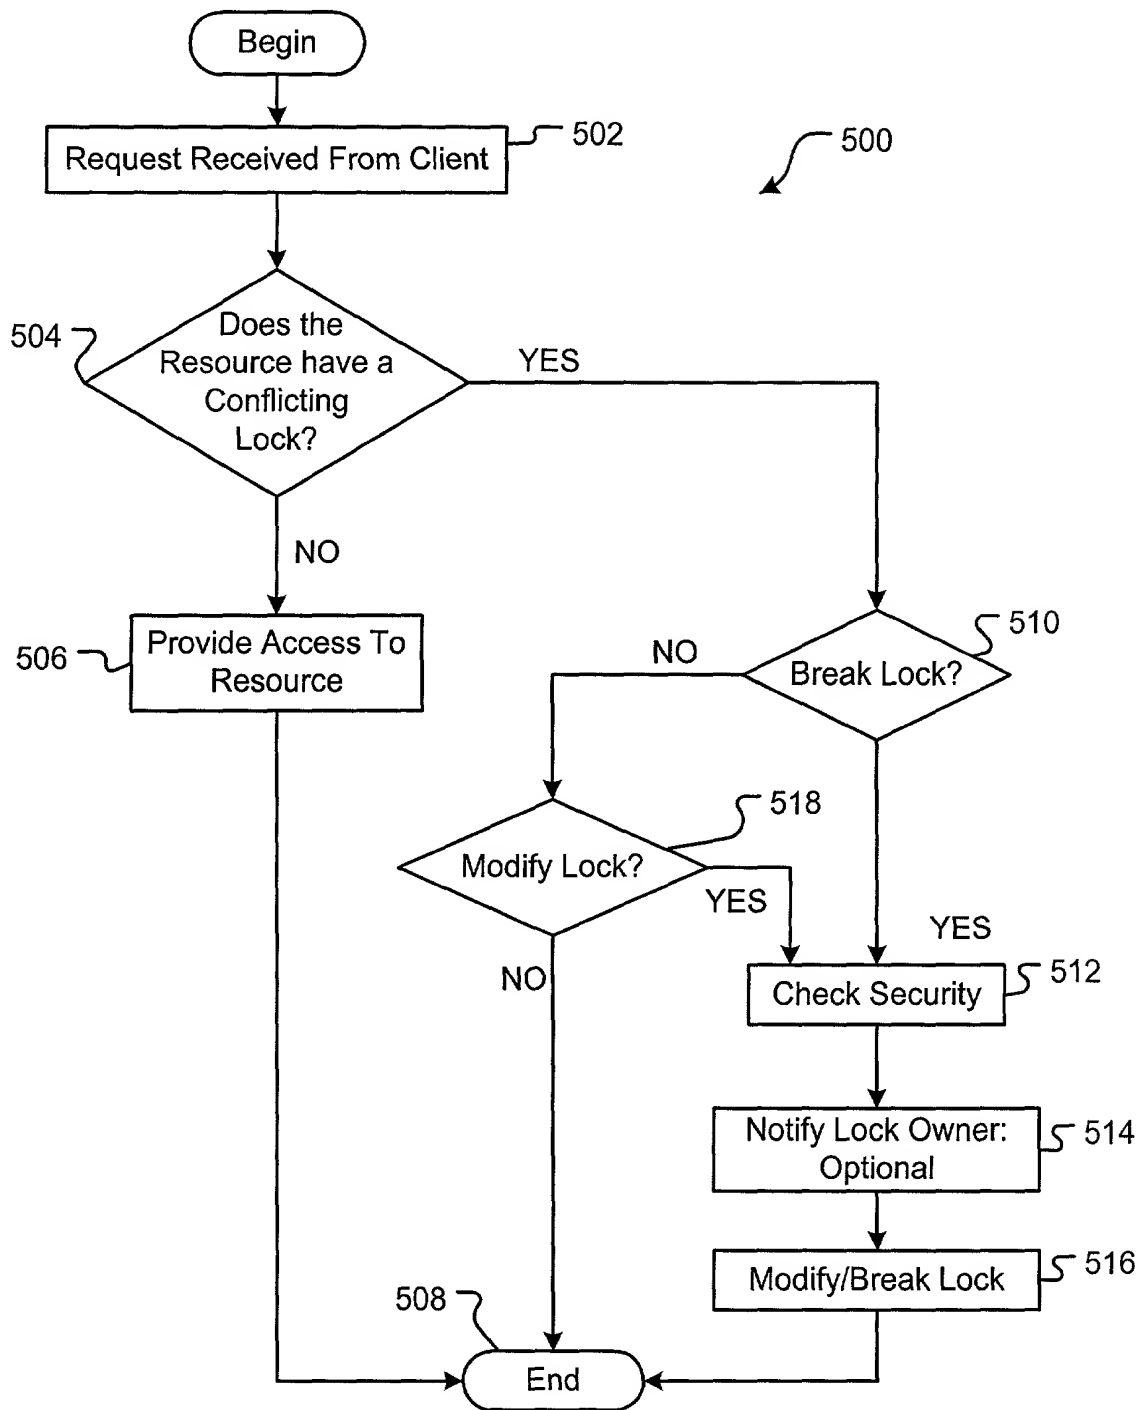 Begin
Request Received From Client
502
500
504
Does the
Resource have a
Conflicting
Lock?
YES
NO
506
Provide Access To
Resource
510
Break Lock?
NO
518
Modify Lock?
YES
YES
NO
512
Check Security
514
Notify Lock Owner:
Optional
516
Modify/Break Lock
508
End